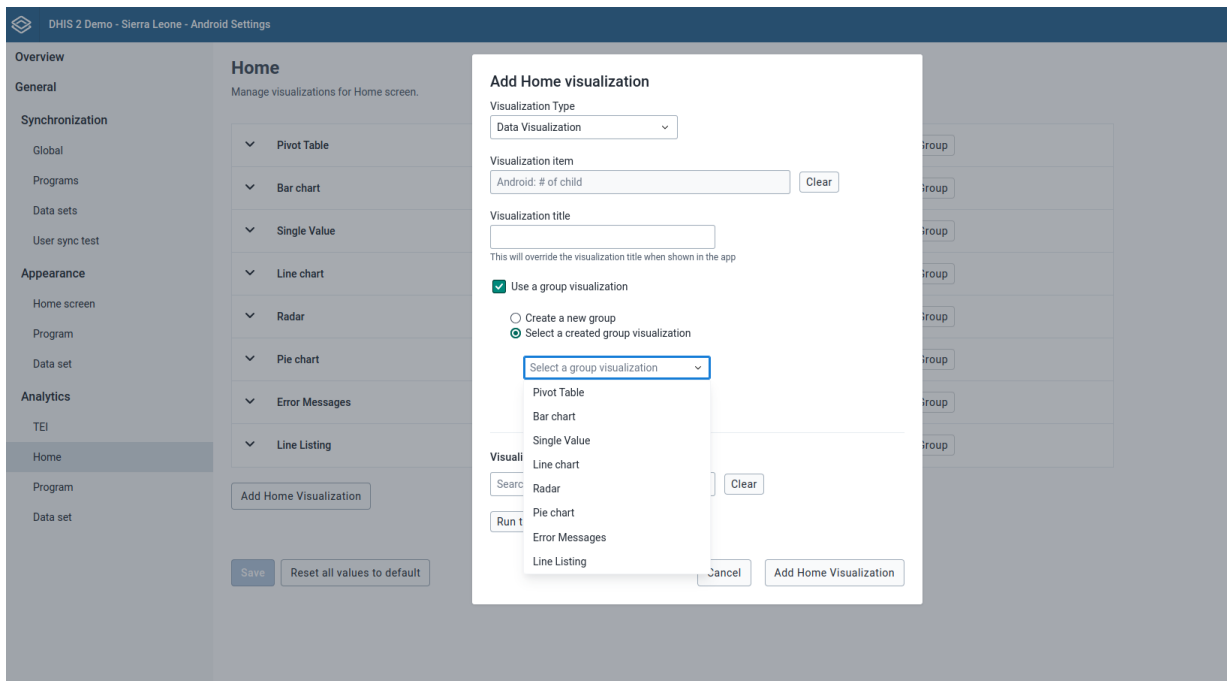 DHIS 2 Demo - Sierra Leone - Android Settings
Overview
General
Synchronization
Global
Programs
Data sets
User sync test
Appearance
Home screen
Program
Data set
Analytics
TEI
Home
Program
Data set
Home
Manage visualizations for Home screen.
Pivot Table
Bar chart
Single Value
Line chart
Radar
Pie chart
Error Messages
Line Listing
Add Home Visualization
Save
Reset all values to default
Add Home visualization
Visualization Type
Data Visualization
Visualization item
Android: # of child
Clear
Visualization title
This will override the visualization title when shown in the app
Use a group visualization
Create a new group
Select a created group visualization
Select a group visualization
Pivot Table
Bar chart
Single Value
Line chart
Radar
Pie chart
Error Messages
Line Listing
Clear
Run t
Cancel
Add Home Visualization